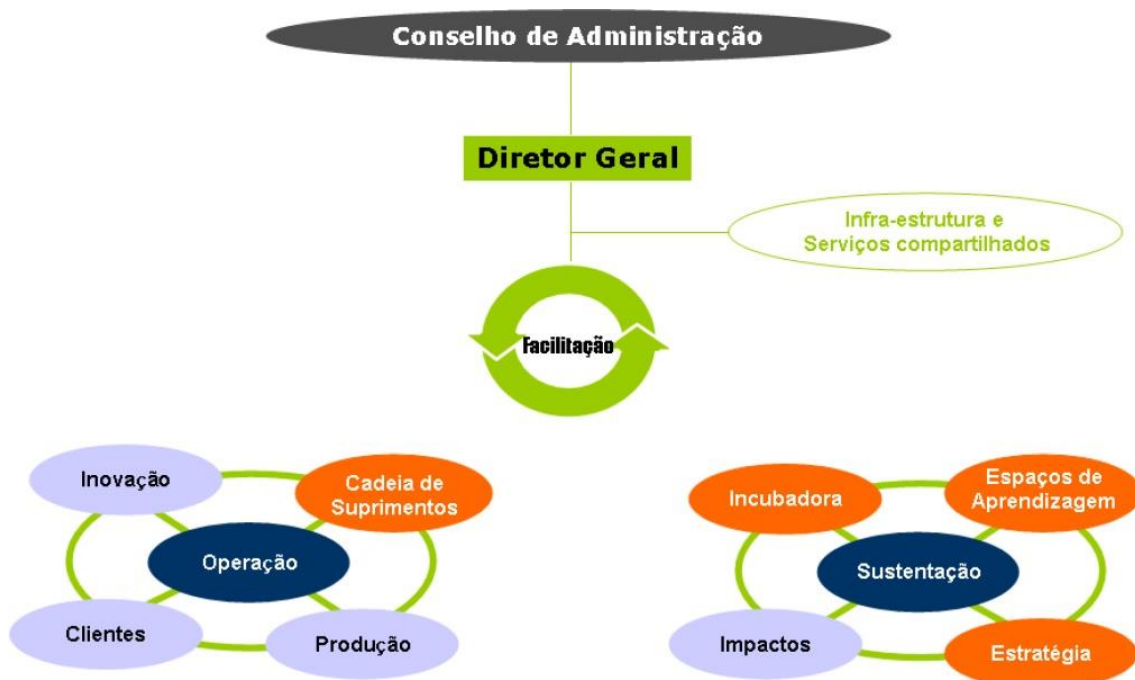 Conselho de Administração
Diretor Geral
Infra-estrutura e
Serviços compartilhados
Facilitação
Inovação
Cadeia de
Suprimentos
Operação
Clientes
Produção
Incubadora
Espaços de
Aprendizagem
Sustentação
Impactos
Estratégia